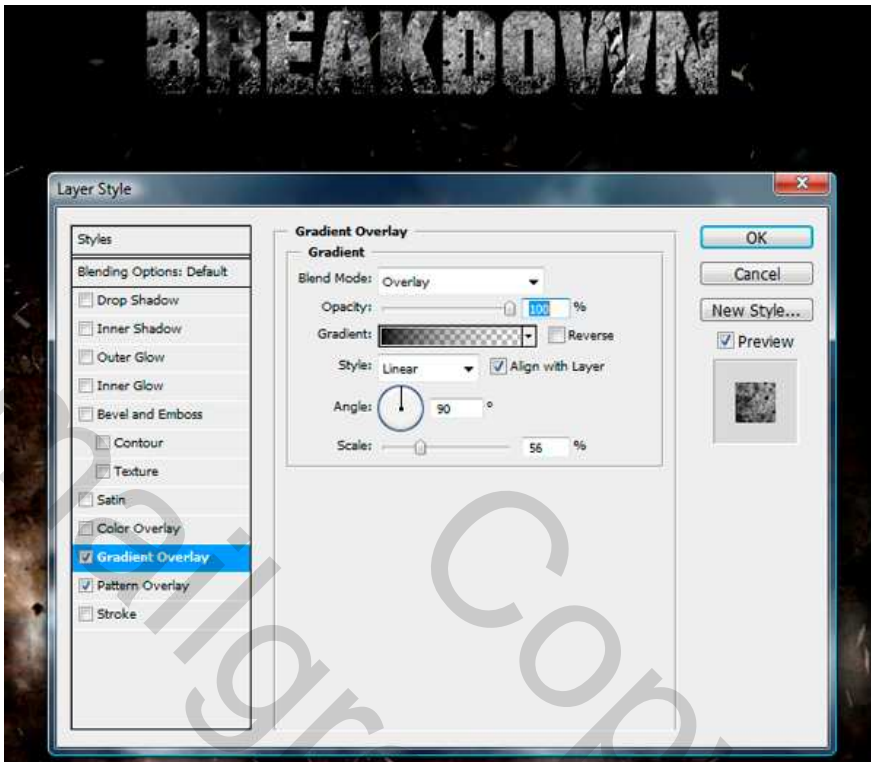 BREAKDOWN
Layer Style
Styles
Blending Options: Default
Drop Shadow
Inner Shadow
Outer Glow
Inner Glow
Bevel and Emboss
Contour
Texture
Satin
Color Overlay
Gradient Overlay
Pattern Overlay
Stroke
Gradient Overlay
Gradient
Blend Mode: Overlay
Opacity: 100 %
Gradient: Reverse
Style: Linear Align with Layer
Angle: 90 °
Scale: 56 %
OK
Cancel
New Style...
Preview